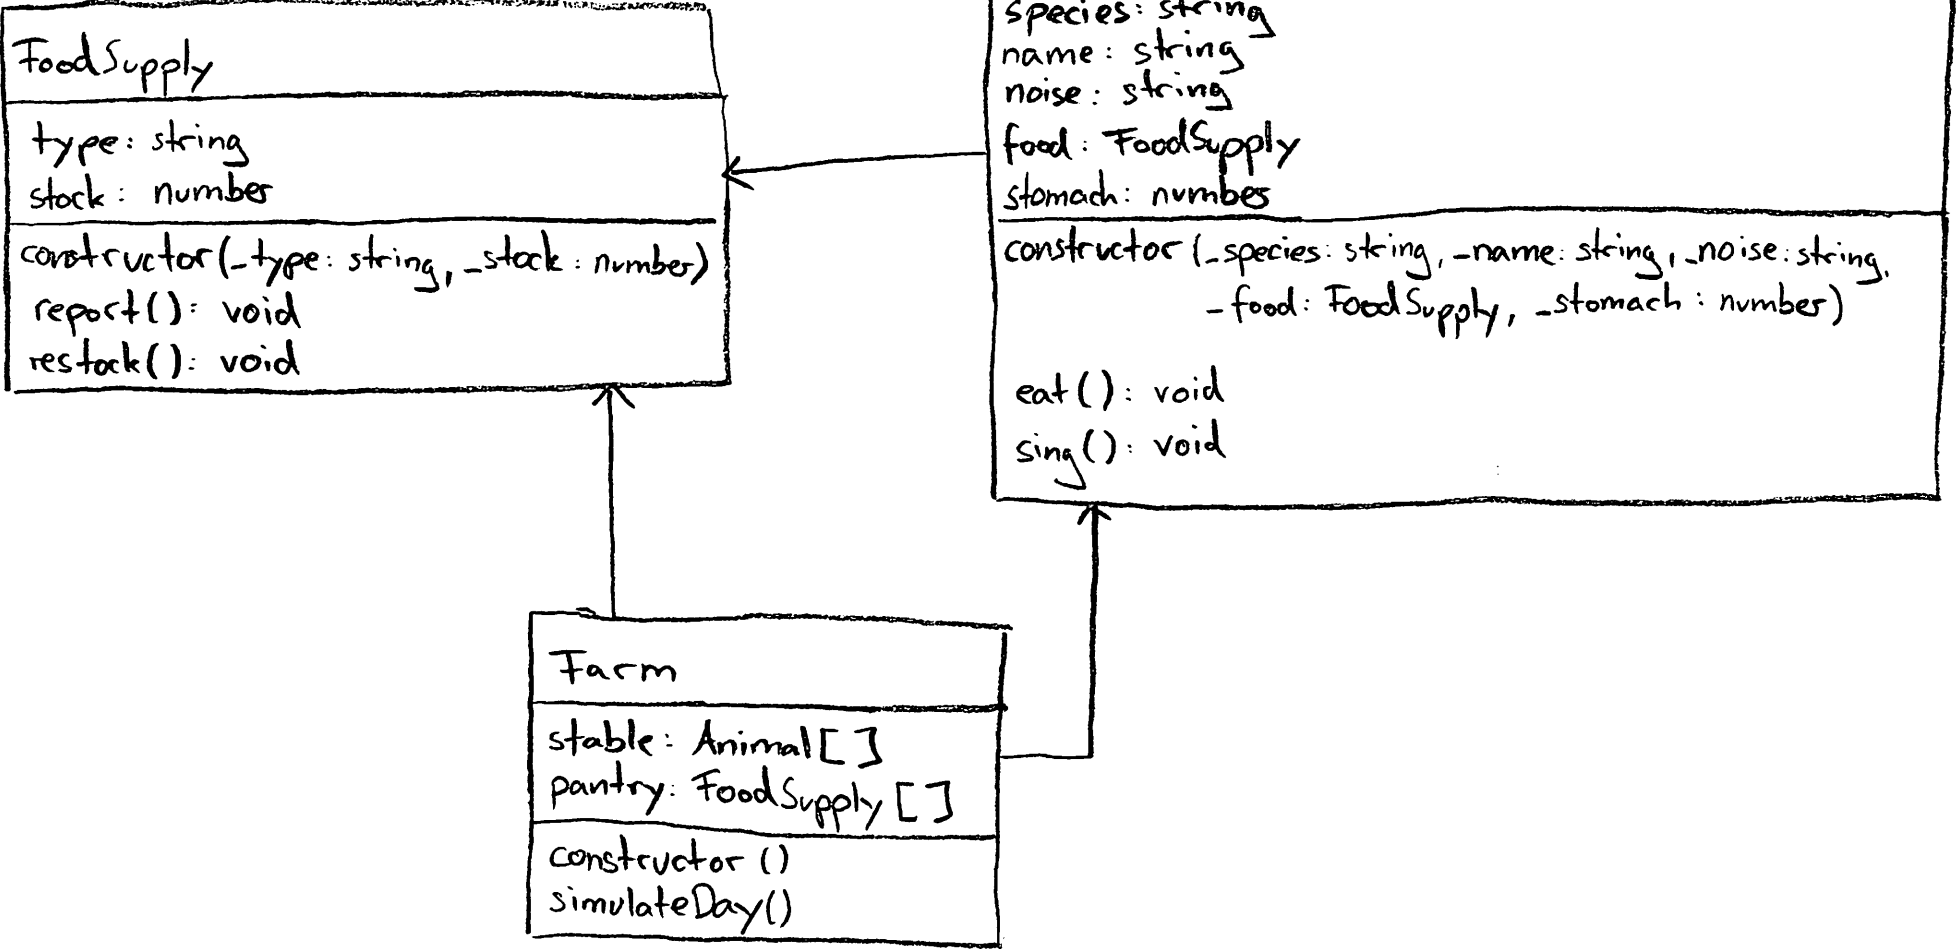 FoodSupply
type: string
stock: number
constructor(_type: string, _stock: number)
report(): void
restock(): void
species: string
name: string
noise: string
food: FoodSupply
stomach: number
constructor (_species: string, _name: string, _noise: string,
_food: FoodSupply, _stomach: number)
eat(): void
sing(): void
Farm
stable: Animal[]
pantry: FoodSupply[]
constructor()
simulateDay()